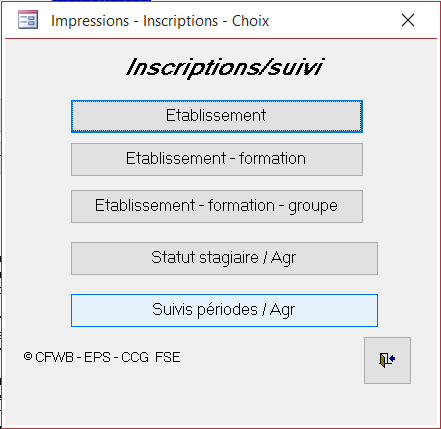 Impressions - Inscriptions - Choix
Inscriptions/suivi
Etablissement
Etablissement - formation
Etablissement - formation - groupe
Statut stagiaire / Agr
Suivis périodes / Agr
© CFWB - EPS - CCG FSE